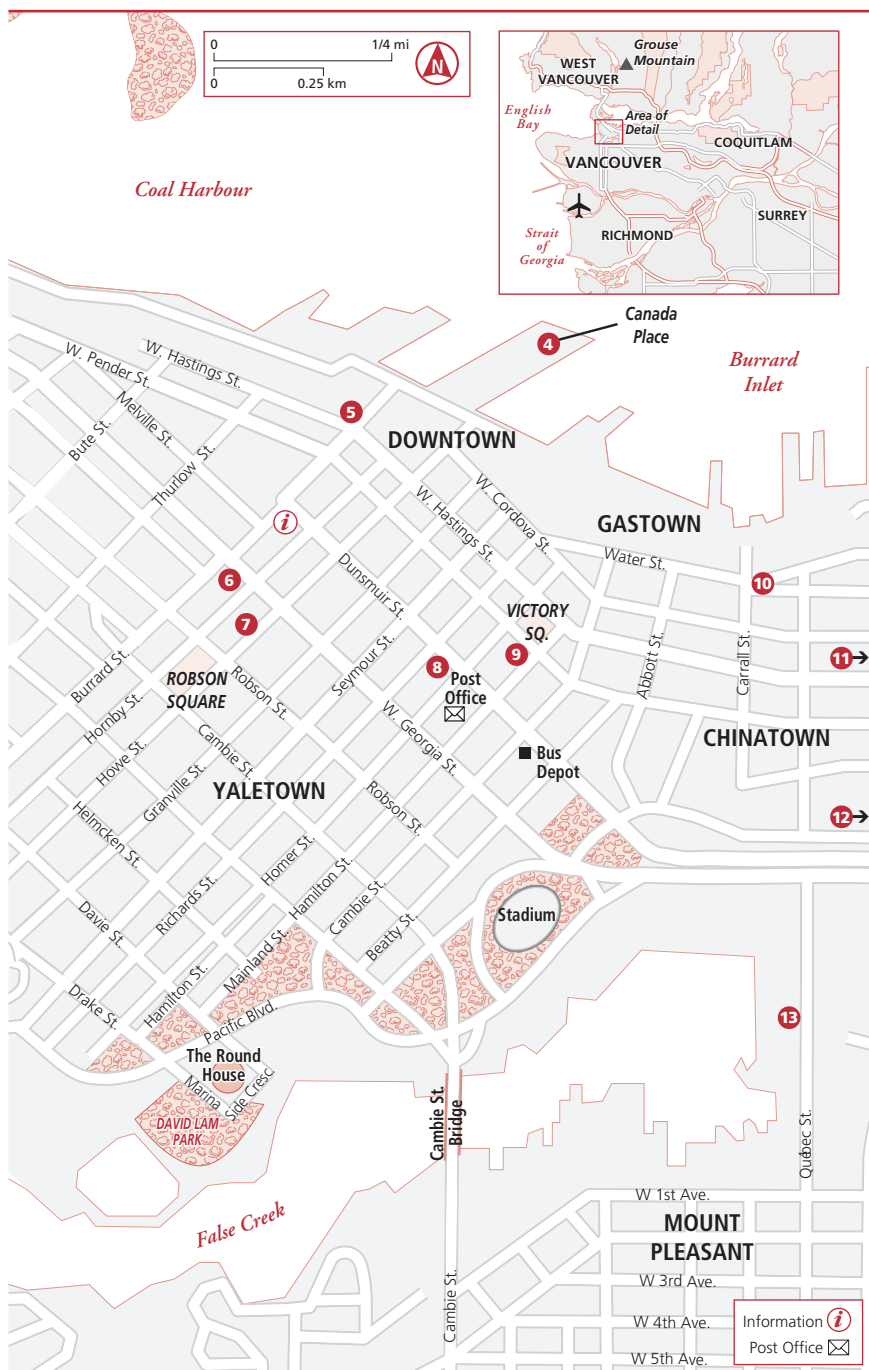 0
1/4 mi
0
0.25 km
N
Grouse
Mountain
WEST
VANCOUVER
English
Bay
Area of
Detail
COQUITLAM
VANCOUVER
SURREY
RICHMOND
Strait
of
Georgia
Coal Harbour
Canada
Place
4
Burrard
Inlet
W. Pender St.
W. Hastings St.
5
Melville St.
Bute St.
Thurlow St.
DOWNTOWN
W. Hastings St.
W. Cordova St.
GASTOWN
Water St.
i
10
6
Dunsmuir St.
7
VICTORY
SQ.
9
8
Post
Office
Seymour St.
Abbott St.
Carrall St.
11
Burrard St.
ROBSON
SQUARE
Robson St.
Hornby St.
W. Georgia St.
Howe St.
Cambie St.
Granville St.
YALETOWN
Bus
Depot
CHINATOWN
12
Robson St.
Helmcken St.
Homer St.
Hamilton St.
Cambie St.
Beatty St.
Richards St.
Davie St.
Mainland St.
Hamilton St.
Drake St.
Pacific Blvd.
Stadium
13
The Round
House
Marina
Side Cresc.
DAVID LAM
PARK
Cambie St.
Bridge
Quebec St.
False Creek
W 1st Ave.
MOUNT
PLEASANT
W 3rd Ave.
Cambie St.
W 4th Ave.
W 5th Ave.
Information i
Post Office